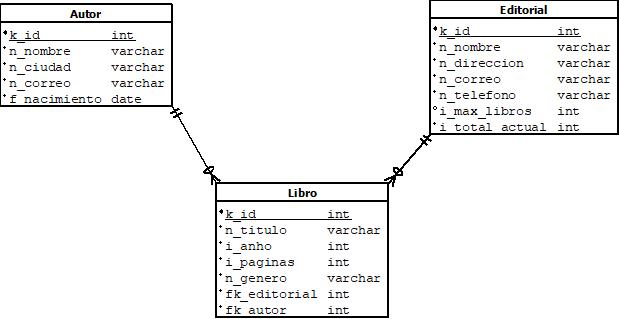 Autor
k_id int
n_nombre varchar
n_ciudad varchar
n_correo varchar
f_nacimiento date
Editorial
k_id int
n_nombre varchar
n_direccion varchar
n_correo varchar
n_telefono varchar
i_max_libros int
i_total_actual int
Libro
k_id int
n_titulo varchar
i_anho int
i_paginas int
n_genero varchar
fk_editorial int
fk_autor int